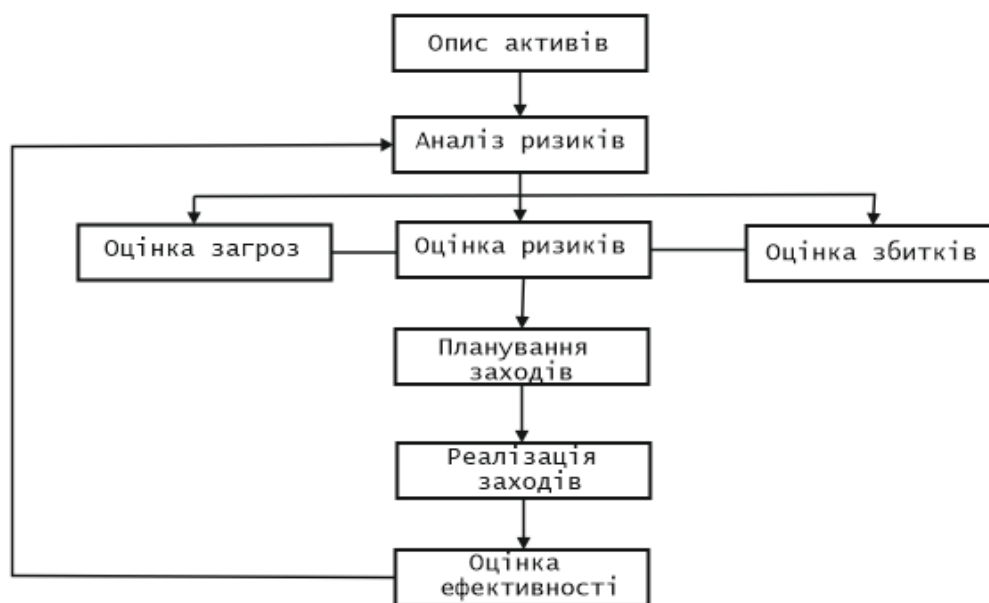 Опис активів
Аналіз ризиків
Оцінка загроз
Оцінка ризиків
Оцінка збитків
Планування
заходів
Реалізація
заходів
Оцінка
ефективності